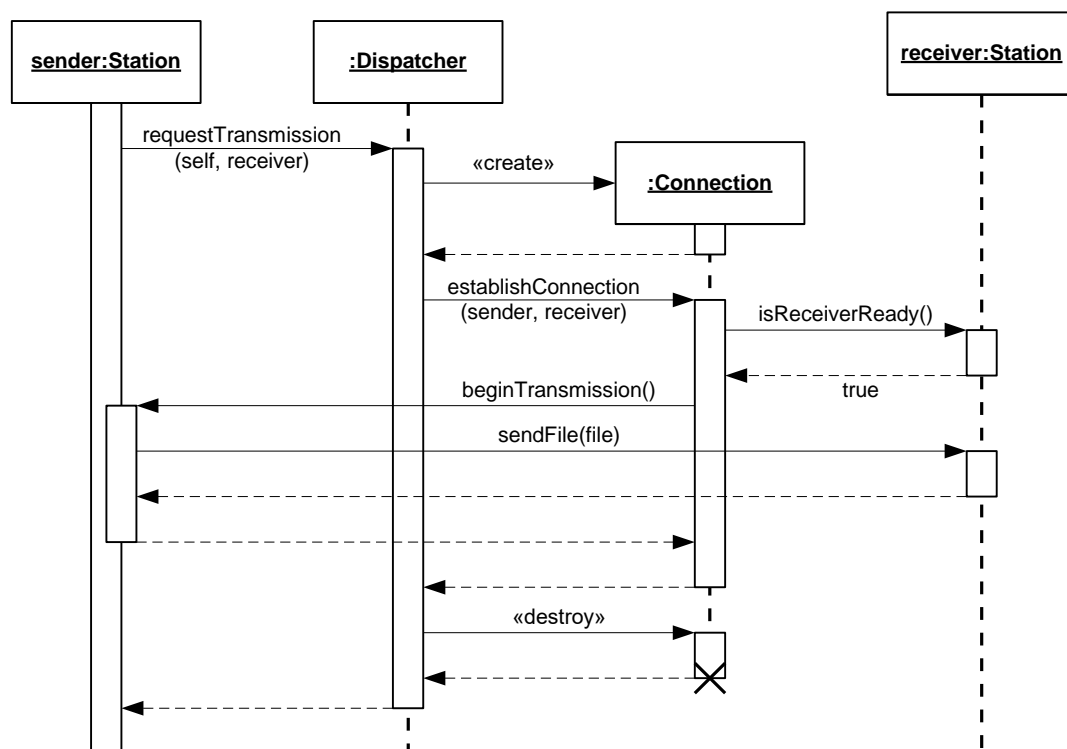 sender:Station
:Dispatcher
receiver:Station
requestTransmission
(self, receiver)
«create»
:Connection
establishConnection
(sender, receiver)
isReceiverReady()
true
beginTransmission()
sendFile(file)
«destroy»